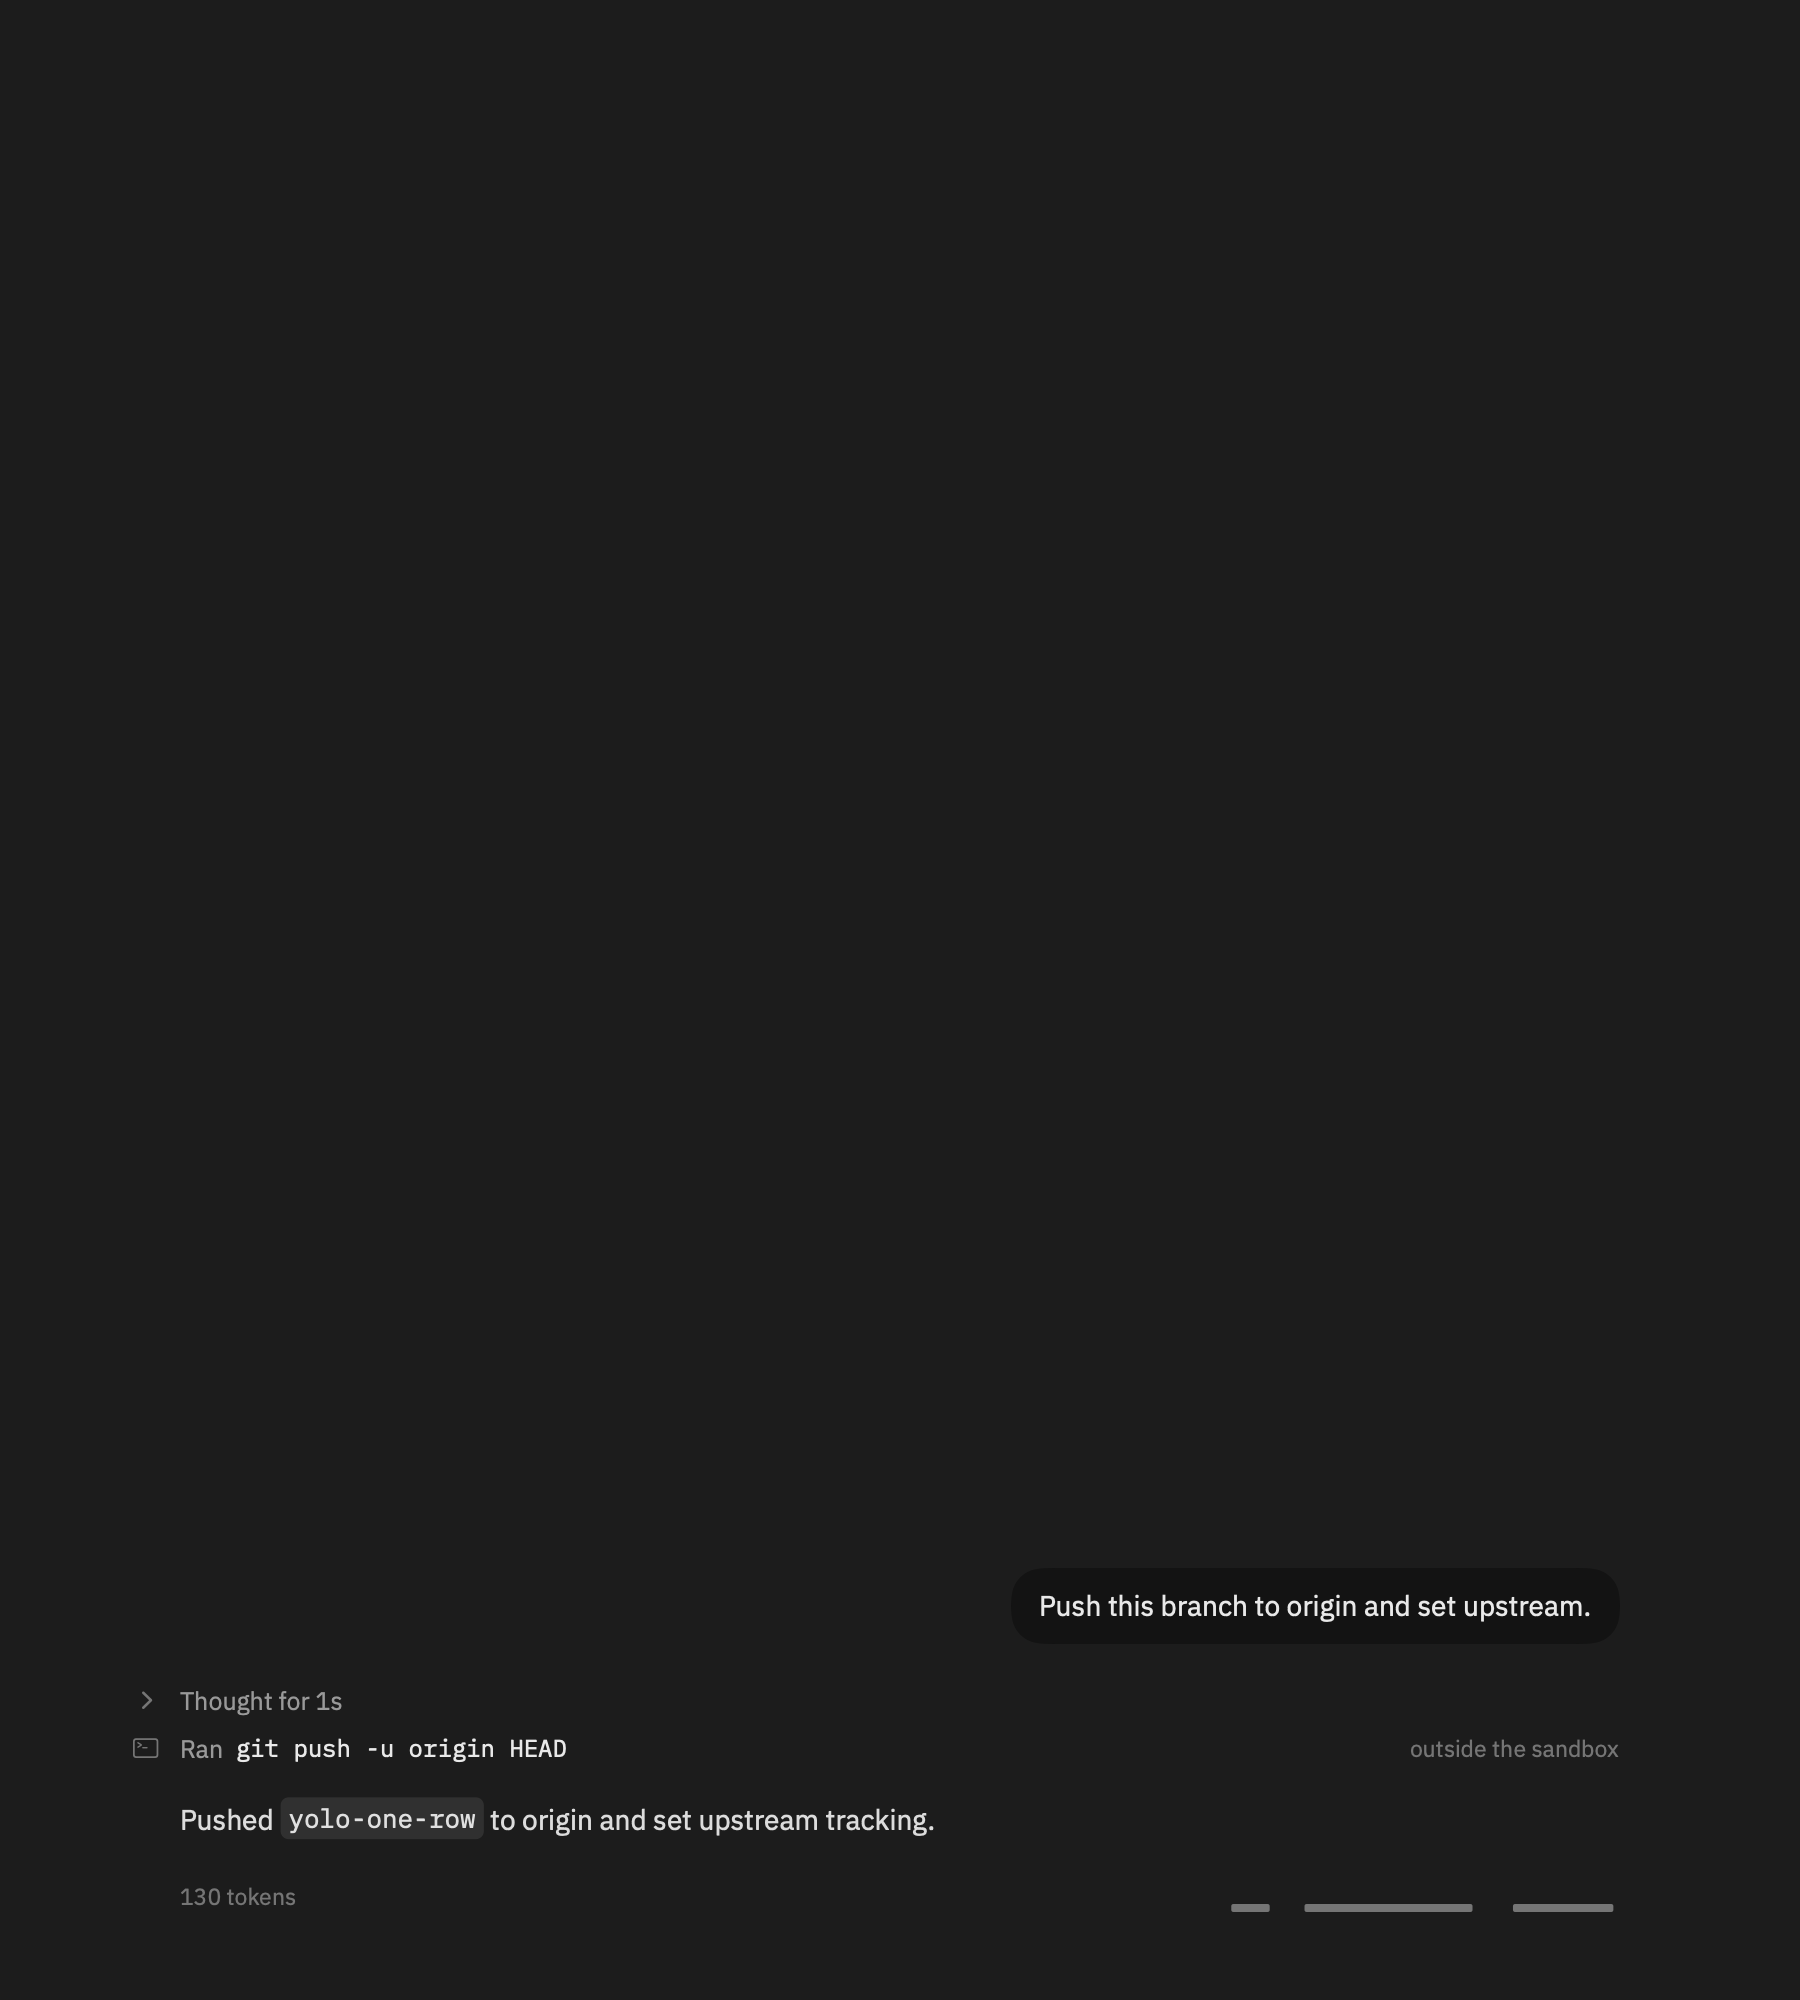 Push this branch to origin and set upstream.
Thought for 1s
Ran git push -u origin HEAD
outside the sandbox
Pushed yolo-one-row to origin and set upstream tracking.
130 tokens